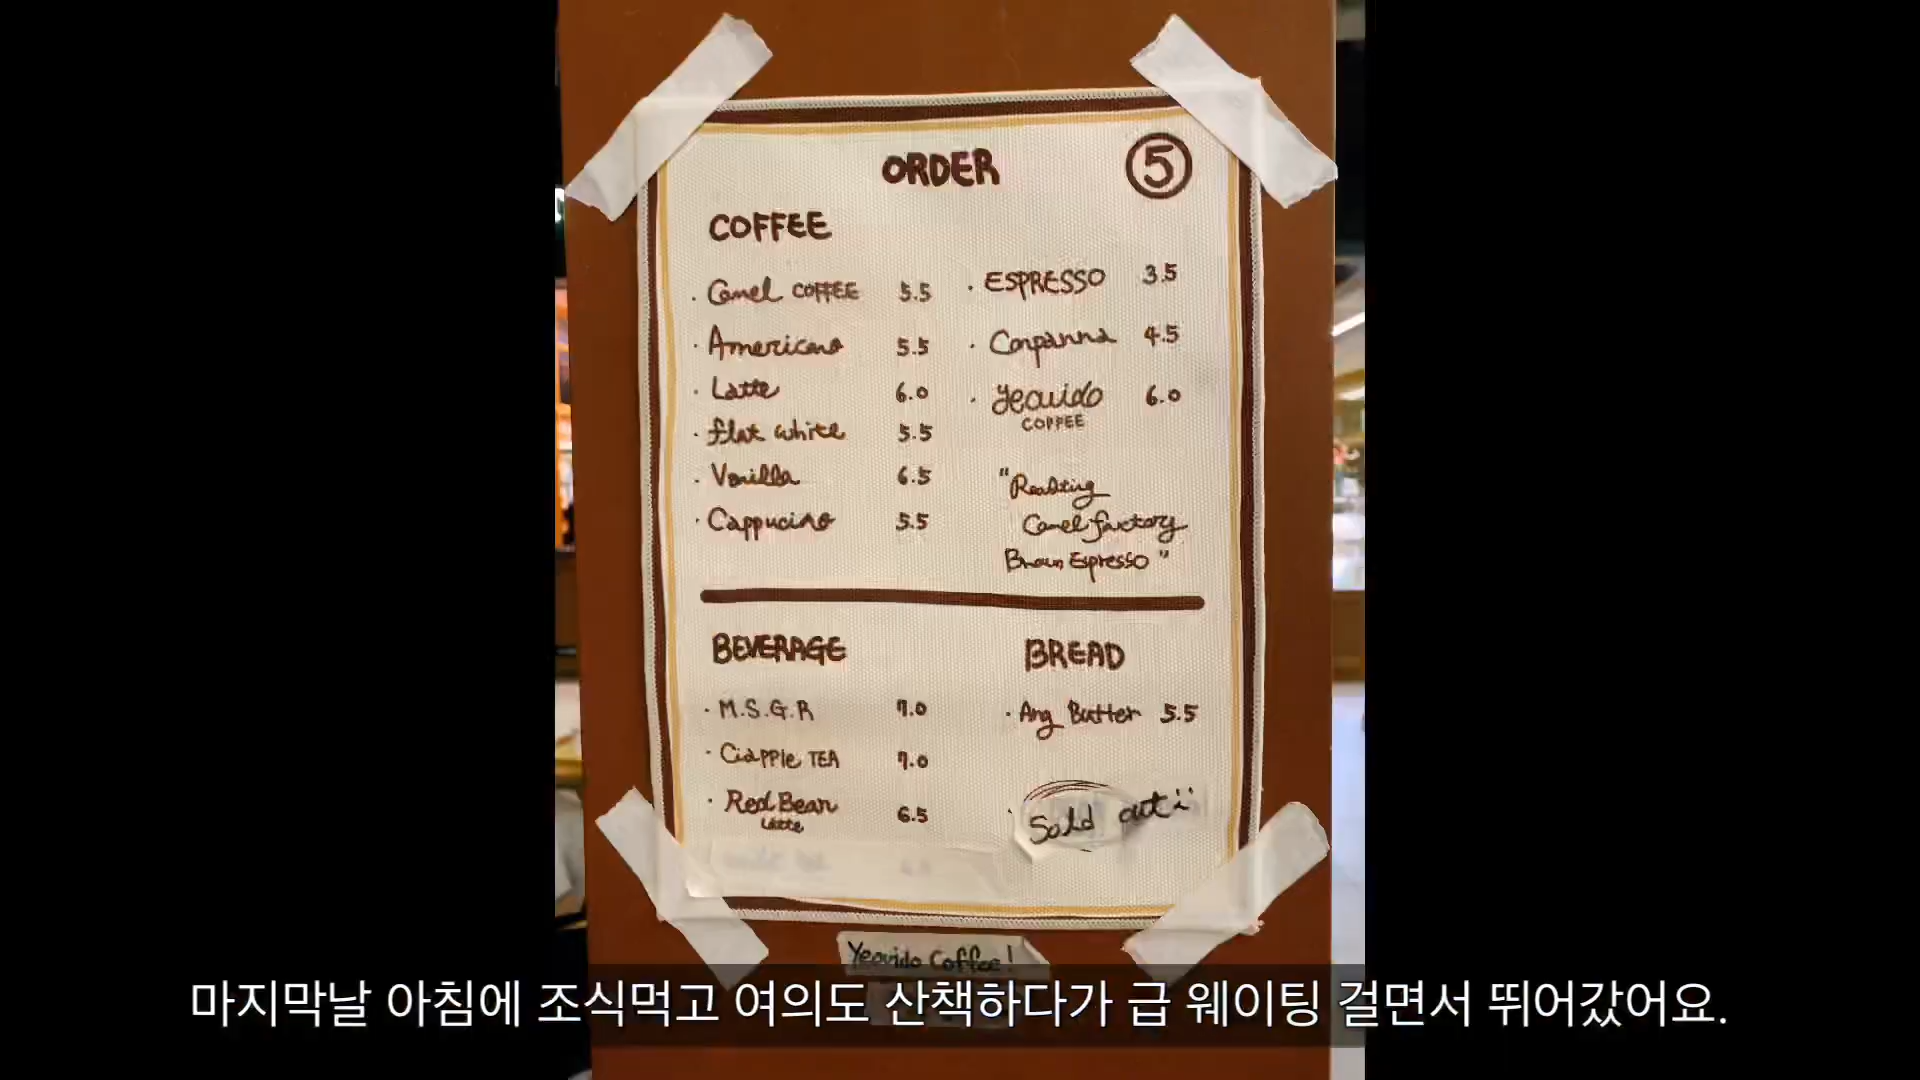 ORDER
⑤
COFFEE
· Camel COFFEE 5.5
· Americano 5.5
· Latte 6.0
· flat white 5.5
· Vanilla 6.5
· Cappucino 5.5
· ESPRESSO 3.5
· Conpanna 4.5
· yeouido 6.0
COFFEE
"Roasting
Camel factory
Brown Espresso"
BEVERAGE
· M.S.G.R 7.0
· Ciapple TEA 7.0
· Red Bean 6.5
Latte
BREAD
· Ang Butter 5.5
Sold out
Yeouido Coffee!
마지막날 아침에 조식먹고 여의도 산책하다가 급 웨이팅 걸면서 뛰어갔어요.